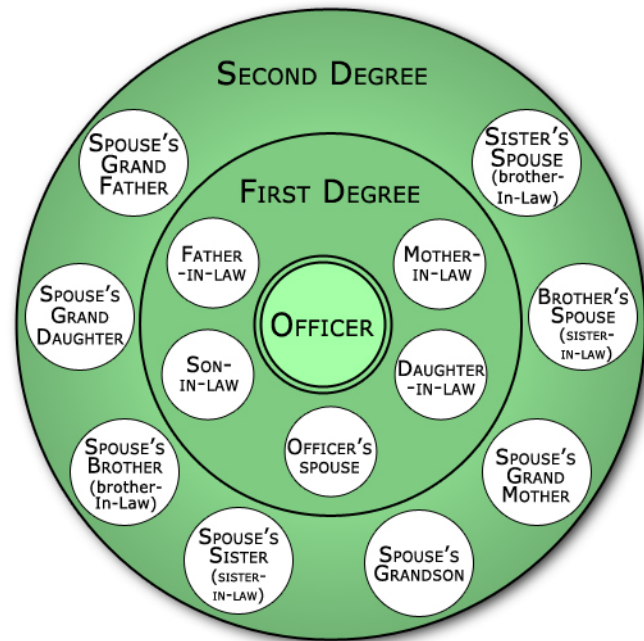 SECOND DEGREE
SPOUSE'S
GRAND
FATHER
SISTER'S
SPOUSE
(brother-
In-Law)
FIRST DEGREE
FATHER
-IN-LAW
MOTHER-
IN-LAW
SPOUSE'S
GRAND
DAUGHTER
OFFICER
BROTHER'S
SPOUSE
(SISTER-
IN-LAW)
SON-
IN-LAW
DAUGHTER
-IN-LAW
SPOUSE'S
BROTHER
(brother-
In-Law)
OFFICER'S
SPOUSE
SPOUSE'S
GRAND
MOTHER
SPOUSE'S
SISTER
(SISTER-
IN-LAW)
SPOUSE'S
GRANDSON